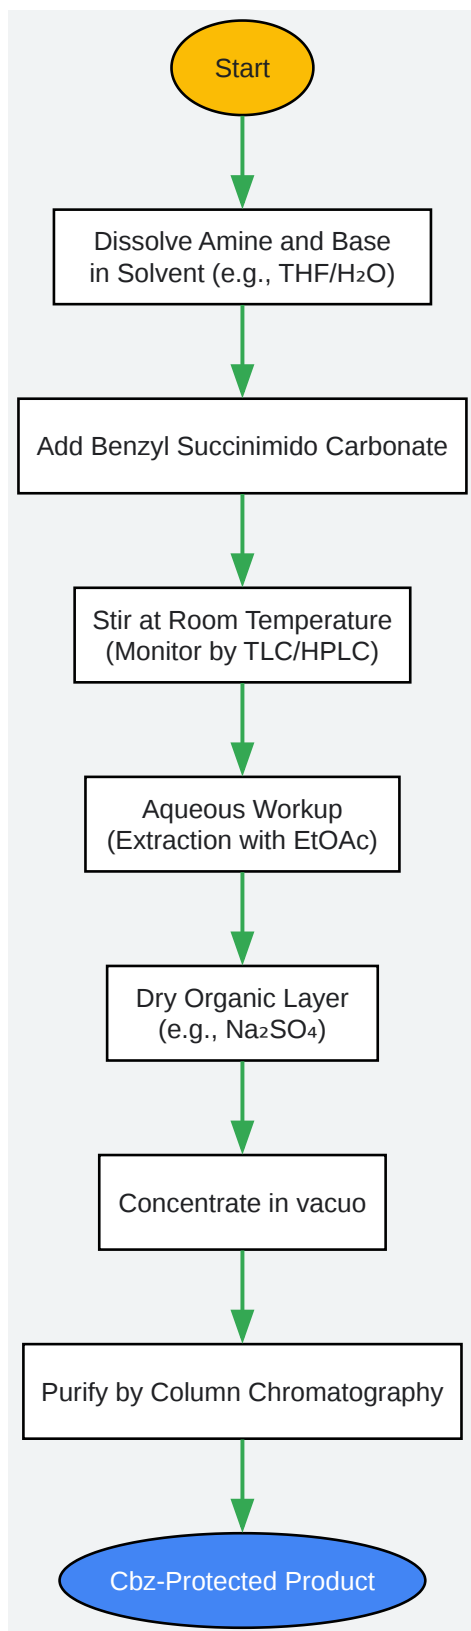 Start
Dissolve Amine and Base
in Solvent (e.g., THF/H₂O)
Add Benzyl Succinimido Carbonate
Stir at Room Temperature
(Monitor by TLC/HPLC)
Aqueous Workup
(Extraction with EtOAc)
Dry Organic Layer
(e.g., Na₂SO₄)
Concentrate in vacuo
Purify by Column Chromatography
Cbz-Protected Product